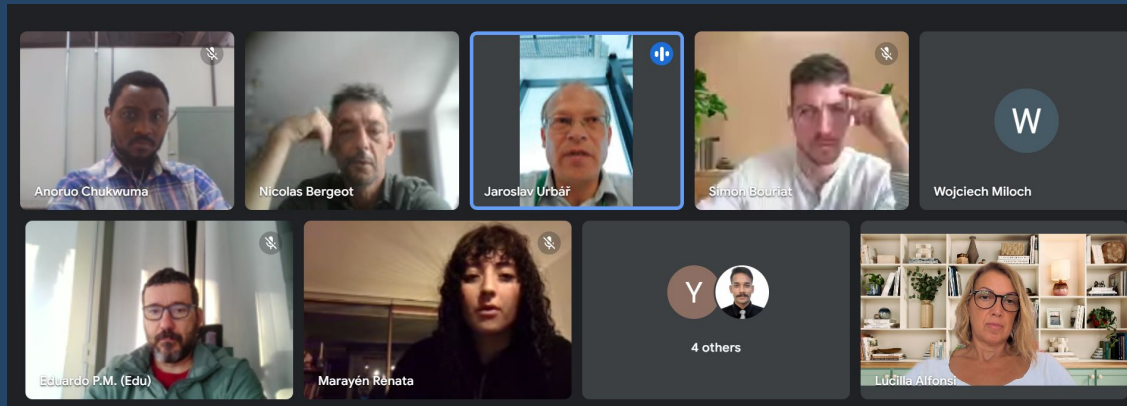 Anoruo Chukwuma
Nicolas Bergeot
Jaroslav Urbář
Simon Bouriat
W
Wojciech Miloch
Eduardo P.M. (Edu)
Marayén Renata
Y
4 others
Lucilla Alfonsi